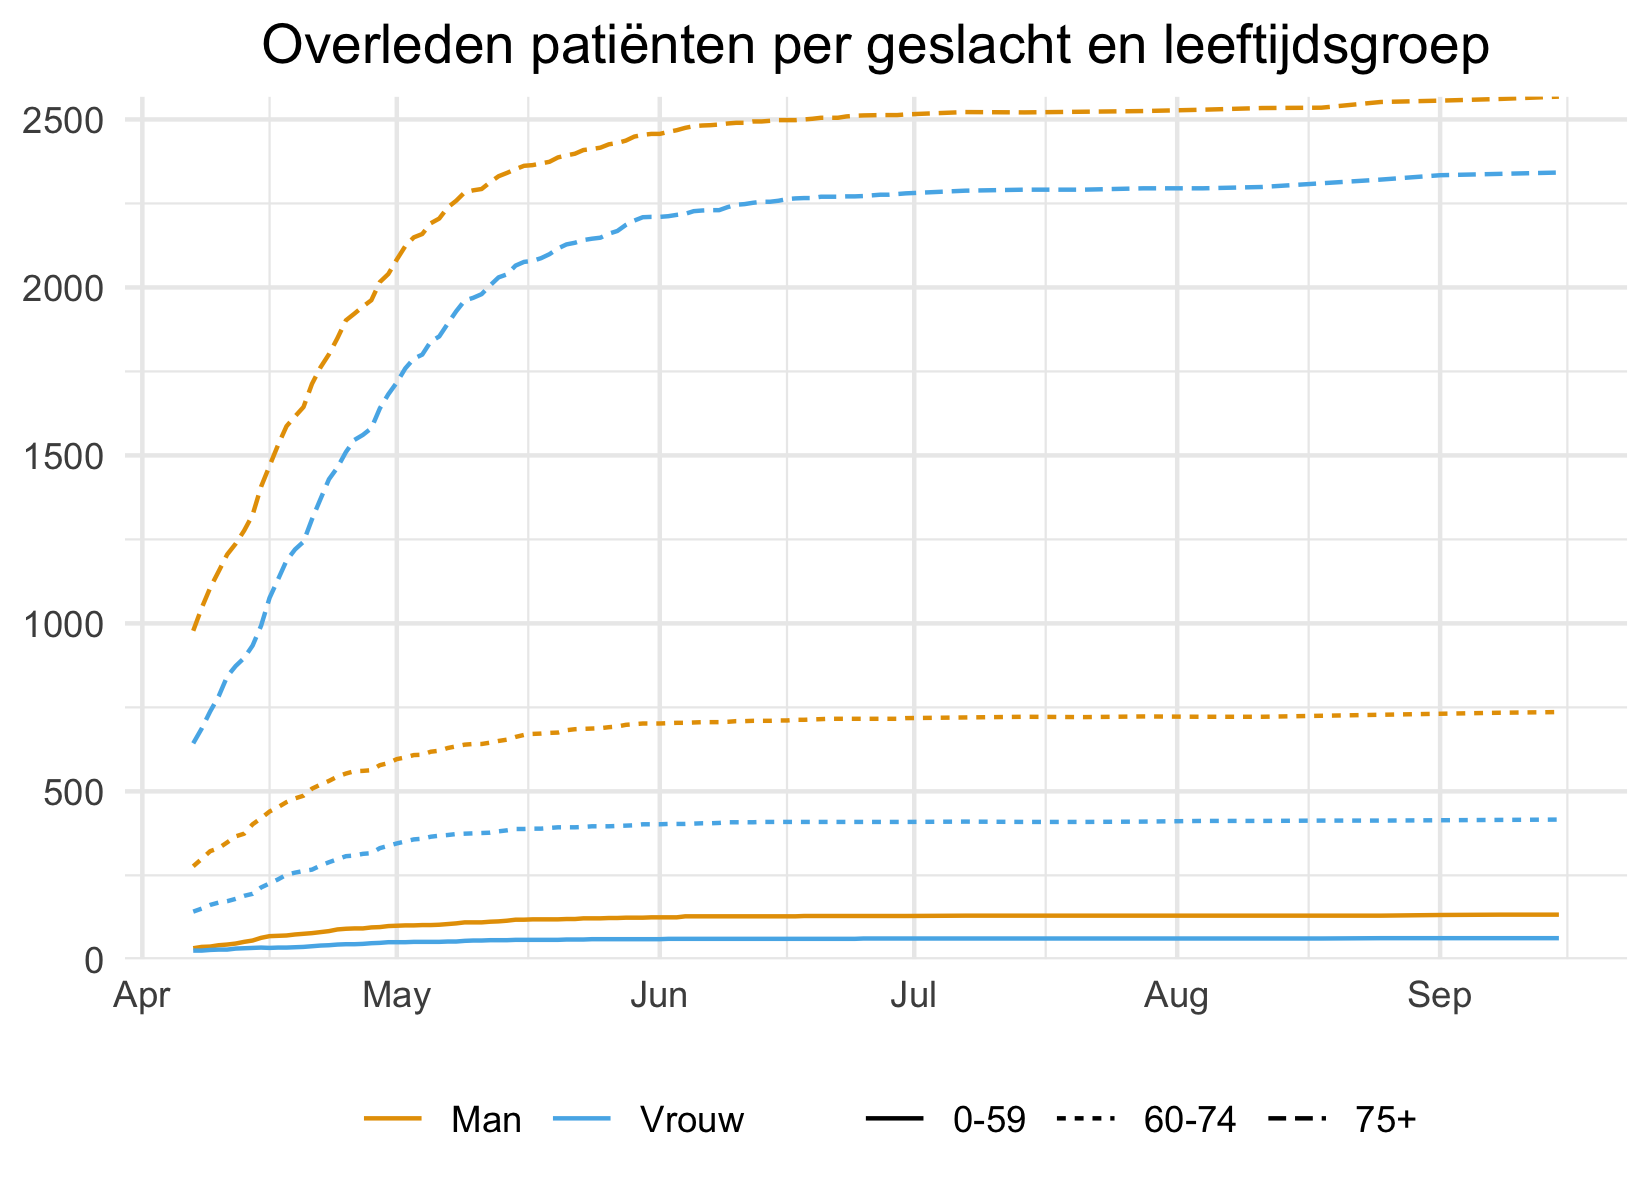 Overleden patiënten per geslacht en leeftijdsgroep
2500
2000
1500
1000
500
0
Apr May Jun Jul Aug Sep
Man Vrouw 0-59 60-74 75+